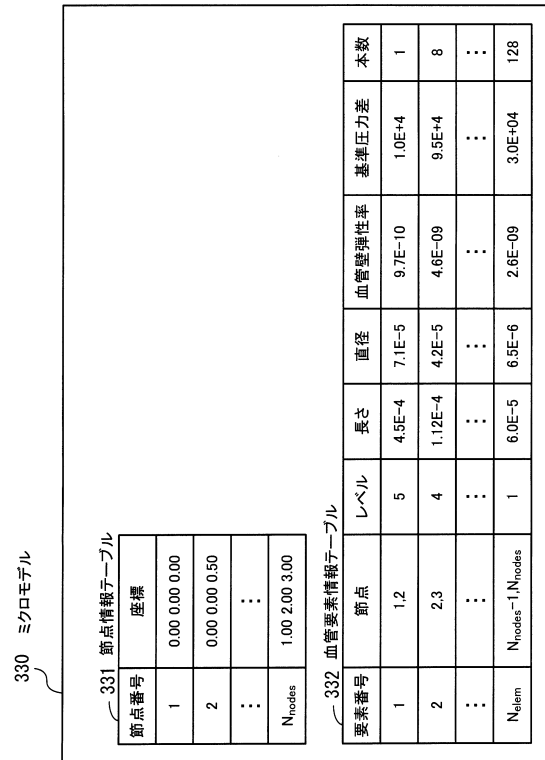 330 ミクロモデル
331 節点情報テーブル
節点番号 座標
1 0.00 0.00 0.00
2 0.00 0.00 0.50
⋮ ⋮
Nnodes 1.00 2.00 3.00
332 血管要素情報テーブル
要素番号 節点 レベル 長さ 直径 血管壁弾性率 基準圧力差 本数
1 1,2 5 4.5E-4 7.1E-5 9.7E-10 1.0E+4 1
2 2,3 4 1.12E-4 4.2E-5 4.6E-09 9.5E+4 8
⋮ ⋮ ⋮ ⋮ ⋮ ⋮ ⋮ ⋮
Nelem Nnodes-1,Nnodes 1 6.0E-5 6.5E-6 2.6E-09 3.0E+04 128